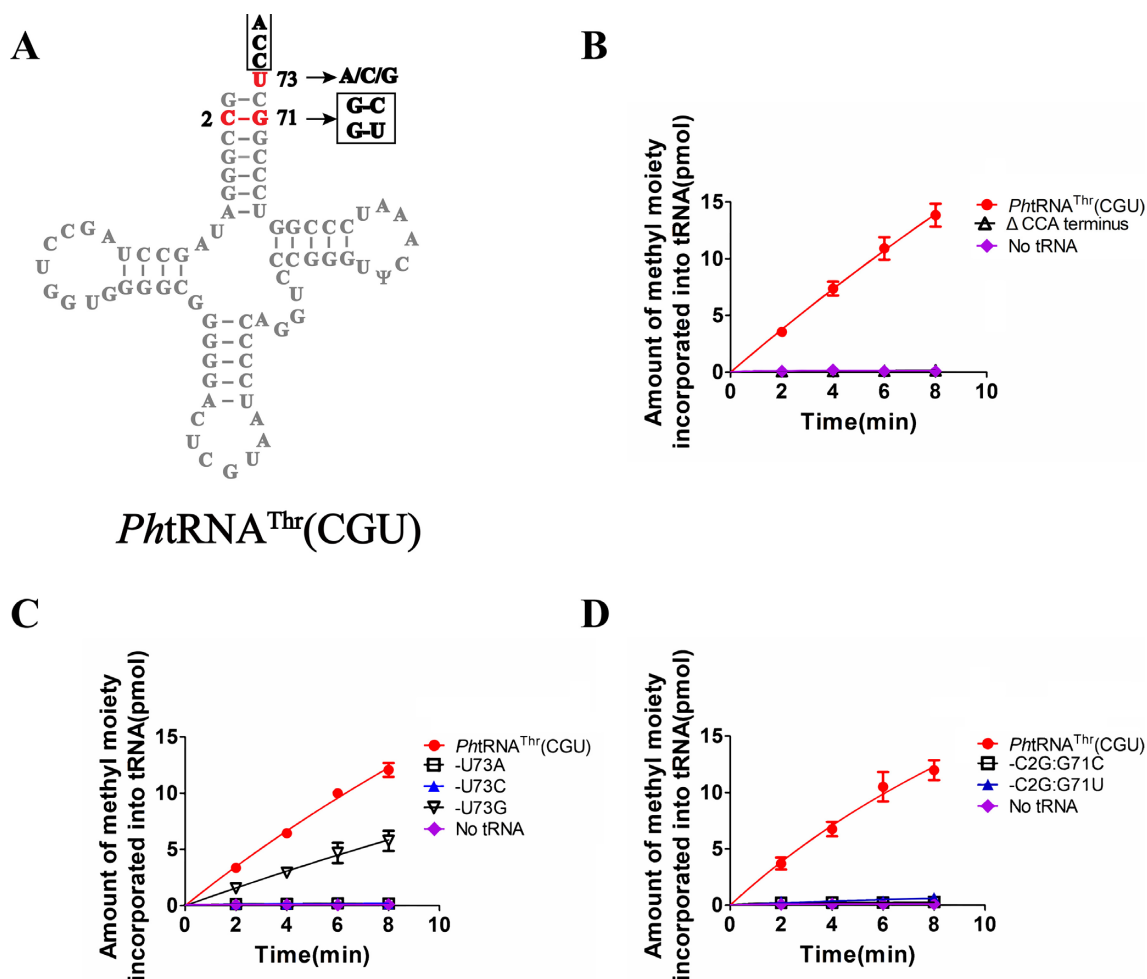 A
B
A
C
C
U 73 → A/C/G
G–C
2 C–G 71 → G–C
G–U
PhtRNAThr(CGU)
Amount of methyl moiety
incorporated into tRNA(pmol)
15
10
5
0
0 2 4 6 8 10
Time(min)
PhtRNAThr(CGU)
Δ CCA terminus
No tRNA
C
D
Amount of methyl moiety
incorporated into tRNA(pmol)
15
10
5
0
0 2 4 6 8 10
Time(min)
PhtRNAThr(CGU)
-U73A
-U73C
-U73G
No tRNA
Amount of methyl moiety
incorporated into tRNA(pmol)
15
10
5
0
0 2 4 6 8 10
Time(min)
PhtRNAThr(CGU)
-C2G:G71C
-C2G:G71U
No tRNA